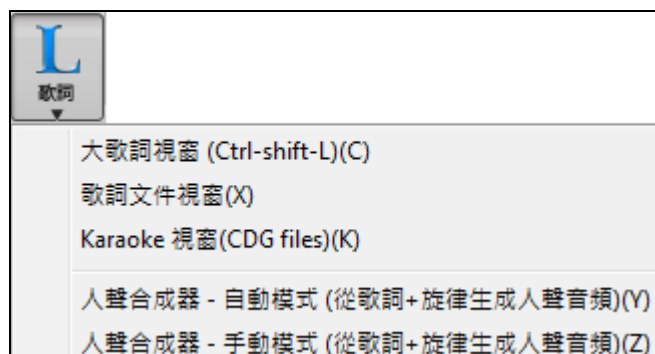 L
歌詞
大歌詞視窗 (Ctrl-shift-L)(C)
歌詞文件視窗(X)
Karaoke 視窗(CDG files)(K)
人聲合成器 - 自動模式 (從歌詞+旋律生成人聲音頻)(Y)
人聲合成器 - 手動模式 (從歌詞+旋律生成人聲音頻)(Z)